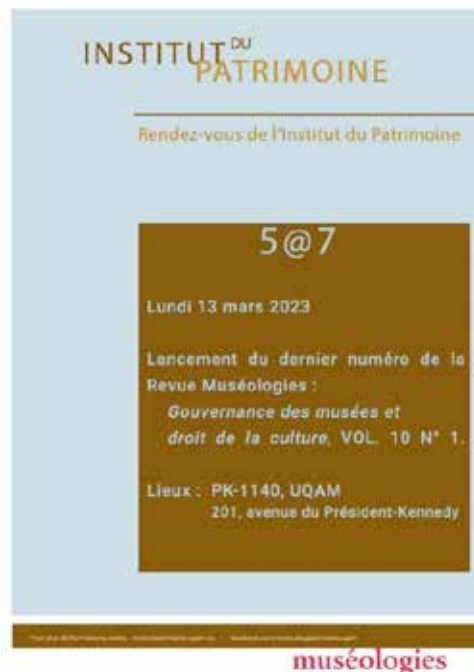 INSTITUT DU
PATRIMOINE
Rendez-vous de l'Institut du Patrimoine
5@7
Lundi 13 mars 2023
Lancement du dernier numéro de la
Revue Muséologies :
Gouvernance des musées et
droit de la culture, VOL. 10 N° 1.
Lieux : PK-1140, UQAM
201, avenue du Président-Kennedy
muséologies